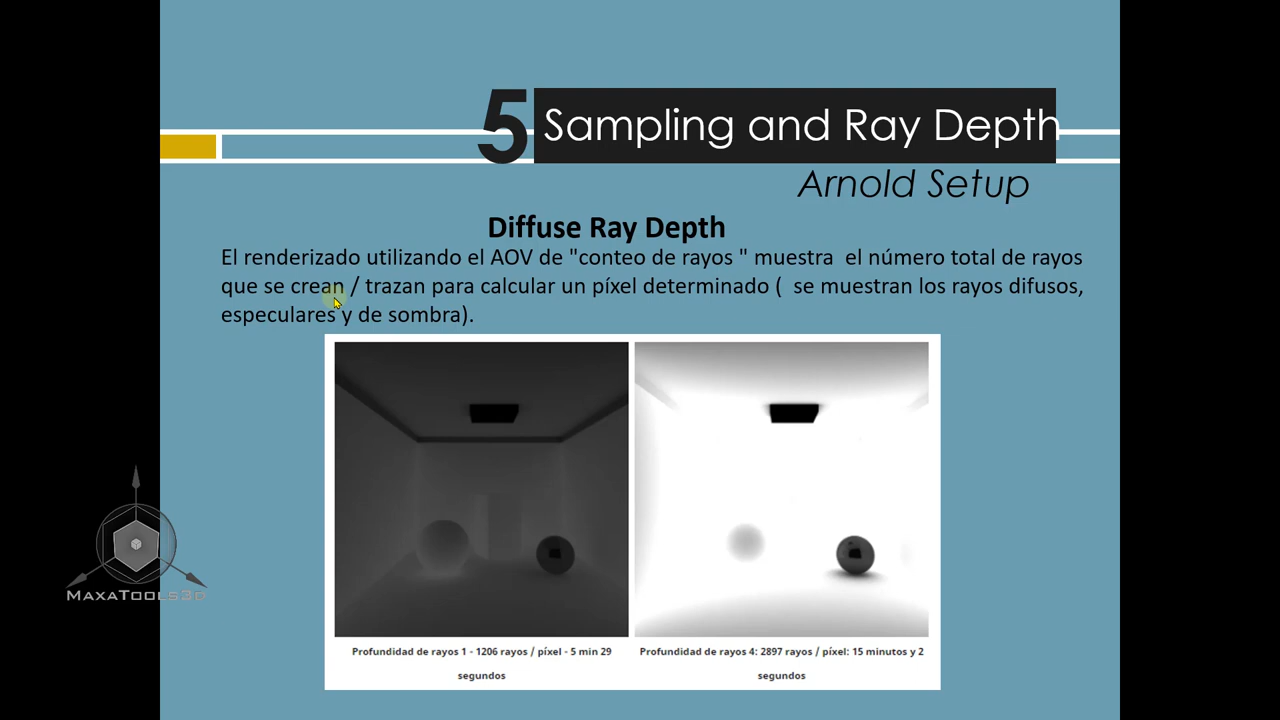 5 Sampling and Ray Depth
Arnold Setup
Diffuse Ray Depth
El renderizado utilizando el AOV de "conteo de rayos " muestra  el número total de rayos
que se crean / trazan para calcular un píxel determinado (  se muestran los rayos difusos,
especulares y de sombra).
Profundidad de rayos 1 - 1206 rayos / píxel - 5 min 29
segundos
Profundidad de rayos 4: 2897 rayos / píxel: 15 minutos y 2
segundos
MaxaTools3d